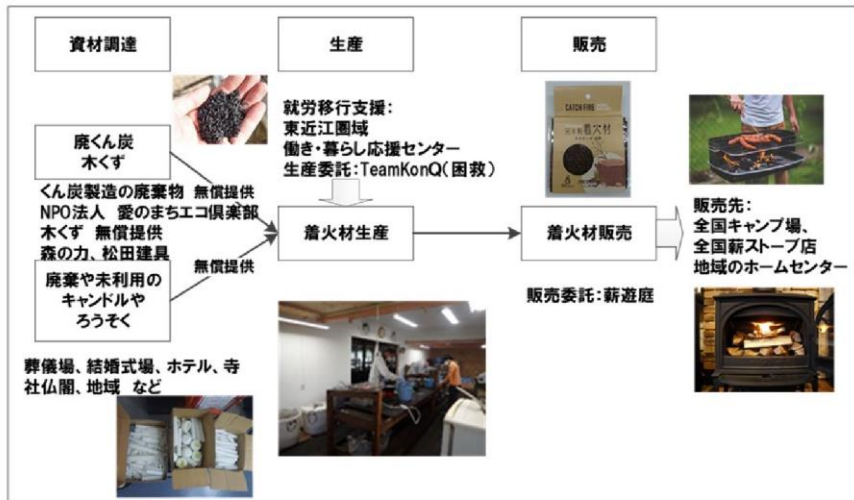 資材調達
生産
販売
就労移行支援:
東近江圏域
働き・暮らし応援センター
生産委託:TeamKonQ(困救)
CATCH FIRE
着火材
廃くん炭
木くず
くん炭製造の廃棄物 無償提供
NPO法人 愛のまちエコ倶楽部
木くず 無償提供
森の力、松田建具
無償提供
廃棄や未利用の
キャンドルや
ろうそく
着火材生産
着火材販売
販売先:
全国キャンプ場、
全国薪ストーブ店
地域のホームセンター
販売委託:薪遊庭
葬儀場、結婚式場、ホテル、寺
社仏閣、地域 など